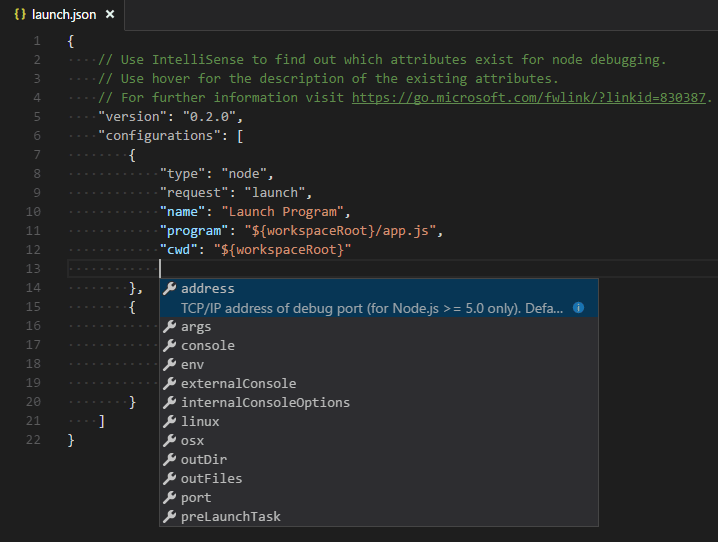 {} launch.json ×
1 {
2 // Use IntelliSense to find out which attributes exist for node debugging.
3 // Use hover for the description of the existing attributes.
4 // For further information visit https://go.microsoft.com/fwlink/?linkid=830387.
5 "version": "0.2.0",
6 "configurations": [
7 {
8 "type": "node",
9 "request": "launch",
10 "name": "Launch Program",
11 "program": "${workspaceRoot}/app.js",
12 "cwd": "${workspaceRoot}"
13
14 },
address
15 {
TCP/IP address of debug port (for Node.js >= 5.0 only). Defa...
16
args
17
console
18
env
19
externalConsole
20 }
internalConsoleOptions
21 ]
linux
22 }
osx
outDir
outFiles
port
preLaunchTask